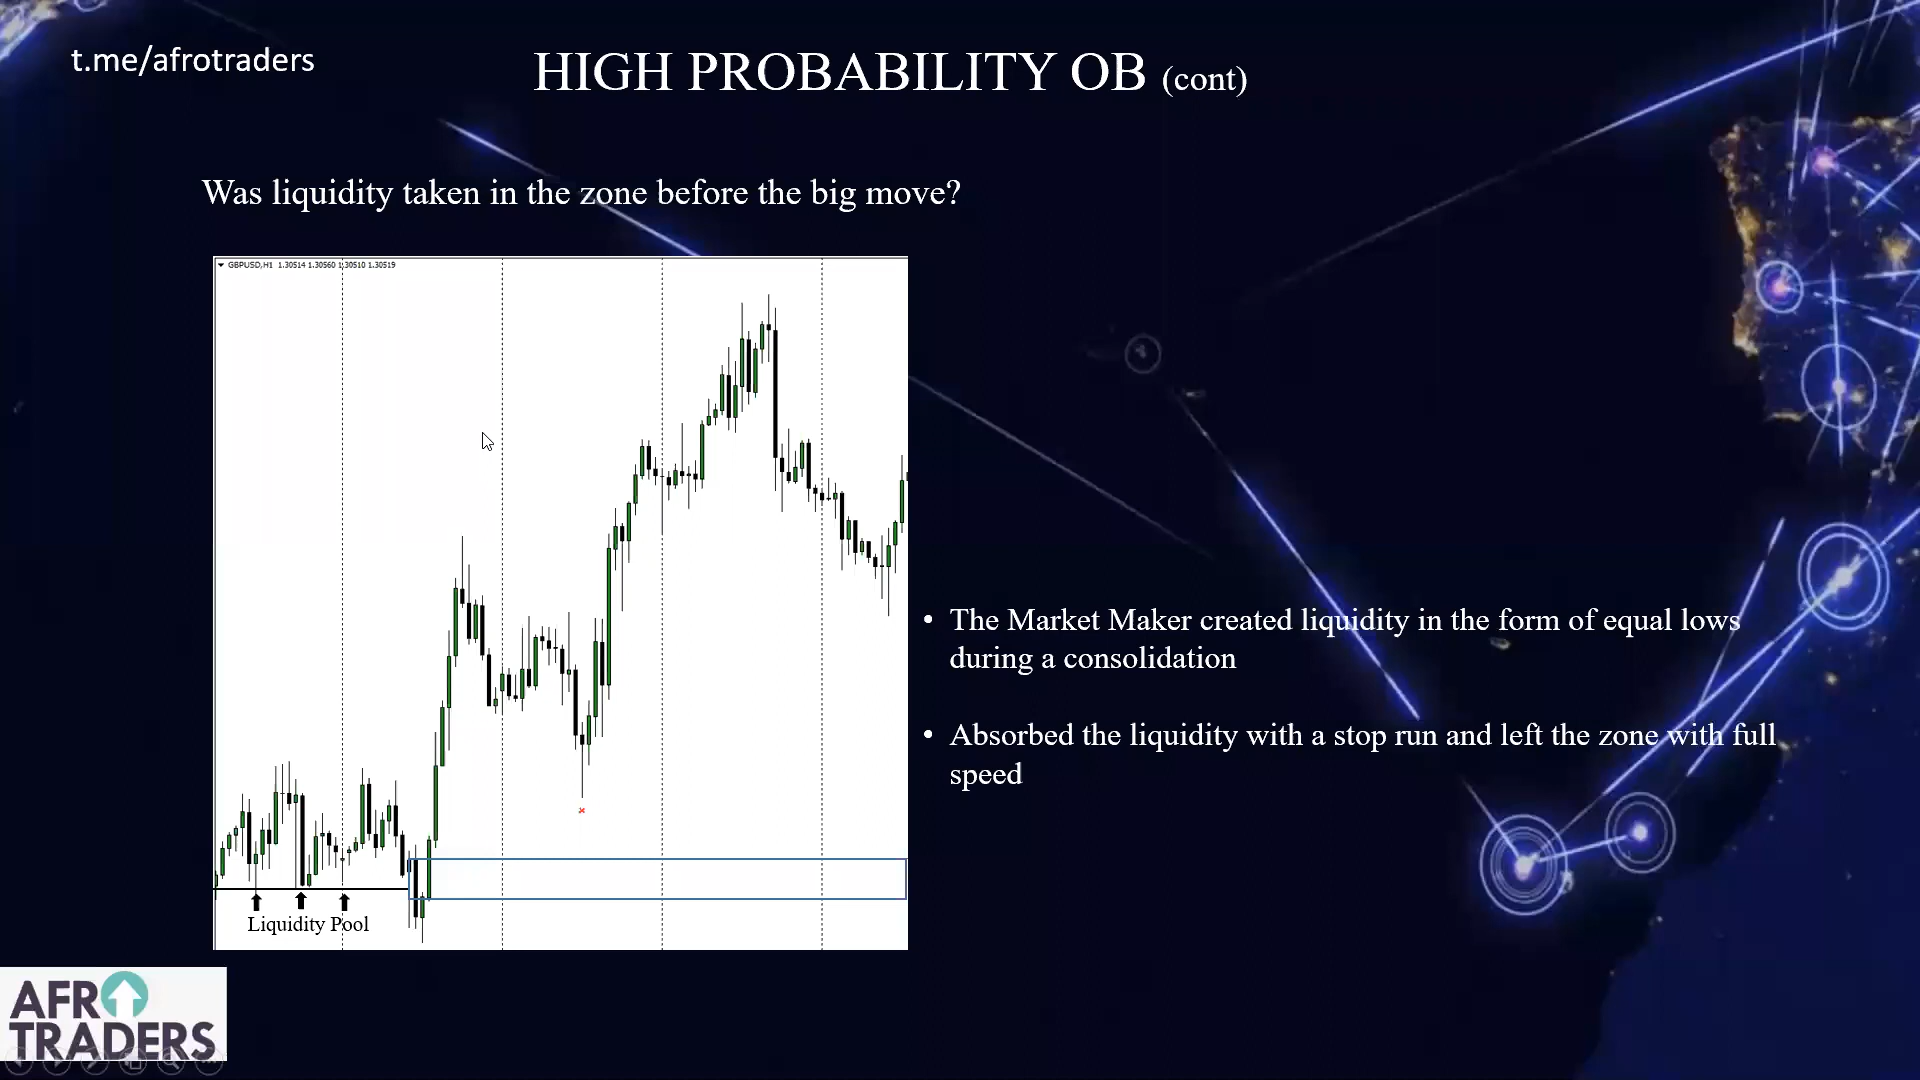 t.me/afrotraders
HIGH PROBABILITY OB (cont)
Was liquidity taken in the zone before the big move?
GBPUSD,H1 1.30514 1.30560 1.30510 1.30519
• The Market Maker created liquidity in the form of equal lows
during a consolidation
• Absorbed the liquidity with a stop run and left the zone with full
speed
Liquidity Pool
AFRO
TRADERS